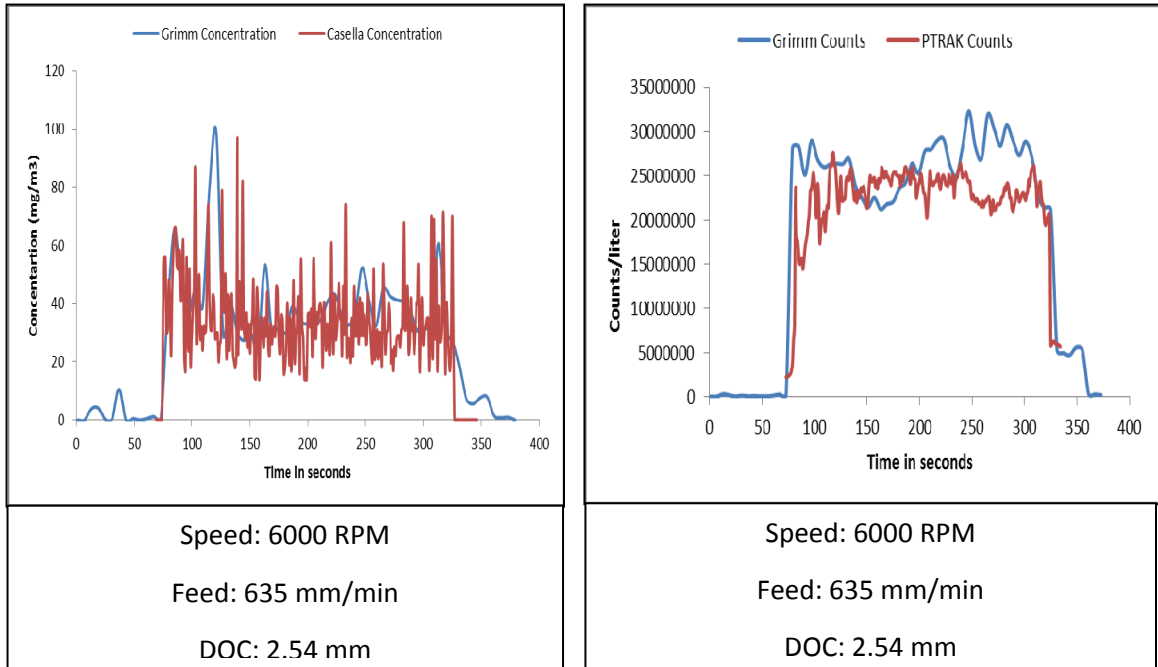 Grimm Concentration Casella Concentration
120
100
80
60
40
20
0
Concentartion (mg/m3)
0 50 100 150 200 250 300 350 400
Time in seconds
Speed: 6000 RPM
Feed: 635 mm/min
DOC: 2.54 mm
Grimm Counts PTRAK Counts
35000000
30000000
25000000
20000000
15000000
10000000
5000000
0
Counts/liter
0 50 100 150 200 250 300 350 400
Time in seconds
Speed: 6000 RPM
Feed: 635 mm/min
DOC: 2.54 mm